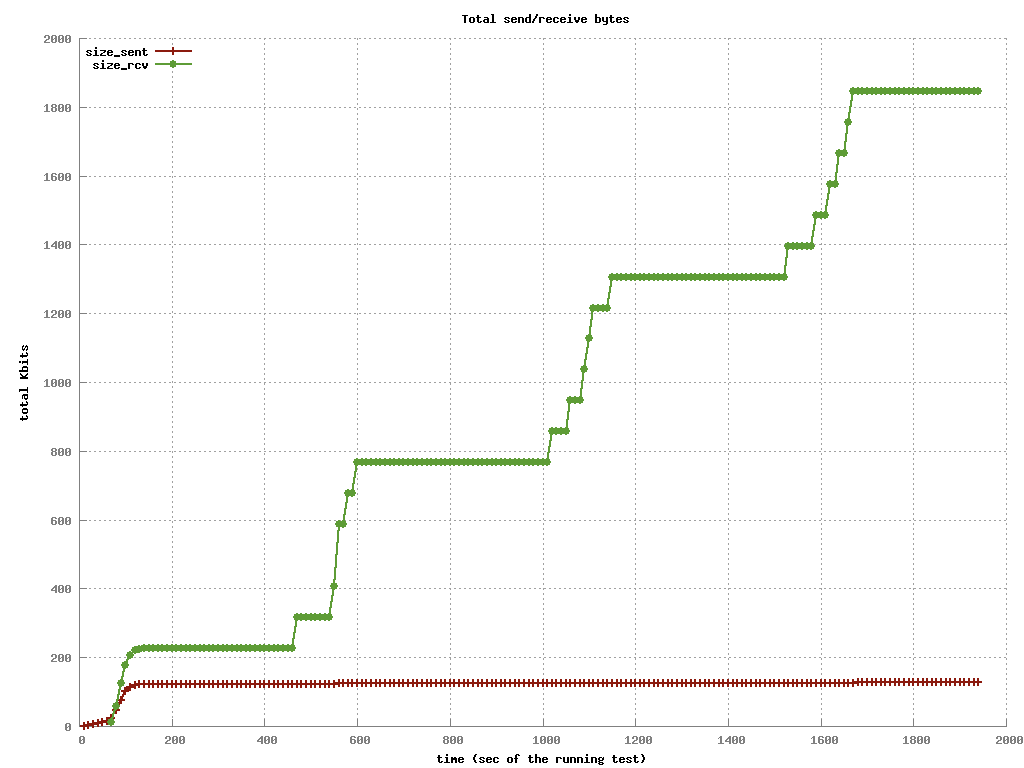 Total send/receive bytes
2000
size_sent
size_rcv
1800
1600
1400
1200
total Kbits
1000
800
600
400
200
0
0 200 400 600 800 1000 1200 1400 1600 1800 2000
time (sec of the running test)